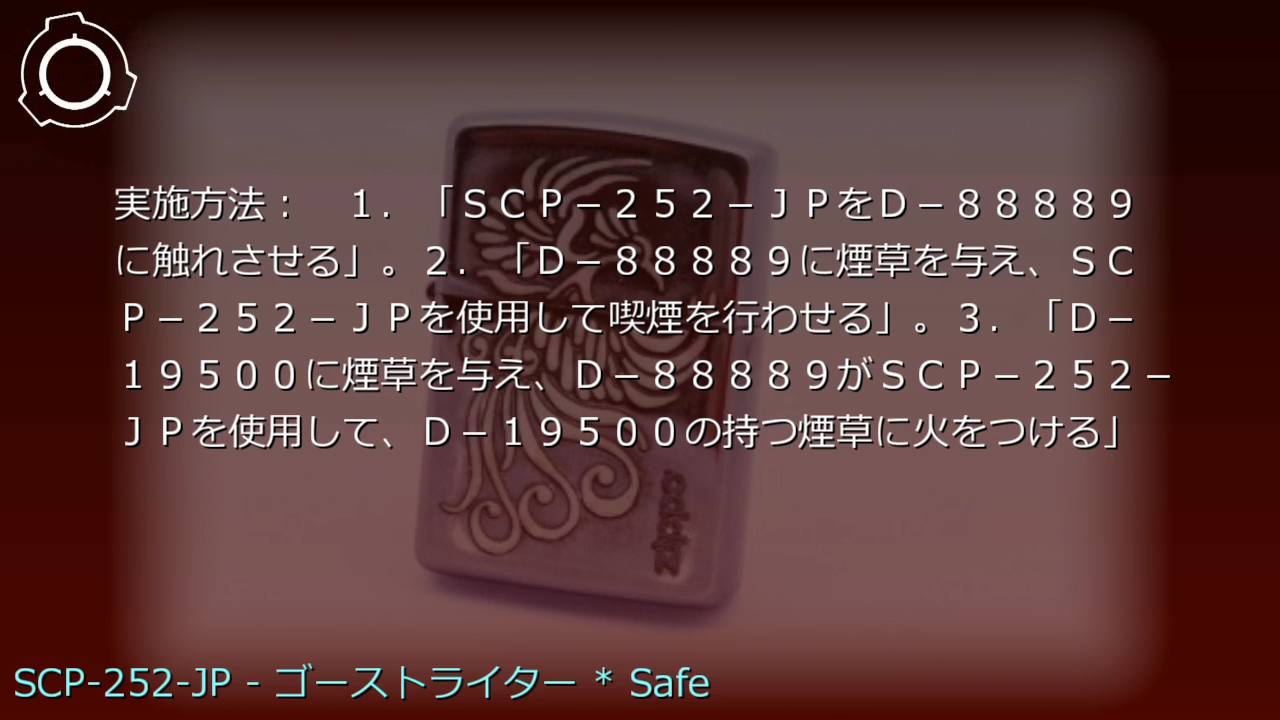 実施方法：　１．「ＳＣＰ－２５２－ＪＰをＤ－８８８８９
に触れさせる」。２．「Ｄ－８８８８９に煙草を与え、ＳＣ
Ｐ－２５２－ＪＰを使用して喫煙を行わせる」。３．「Ｄ－
１９５００に煙草を与え、Ｄ－８８８８９がＳＣＰ－２５２－
ＪＰを使用して、Ｄ－１９５００の持つ煙草に火をつける」
SCP-252-JP - ゴーストライター * Safe